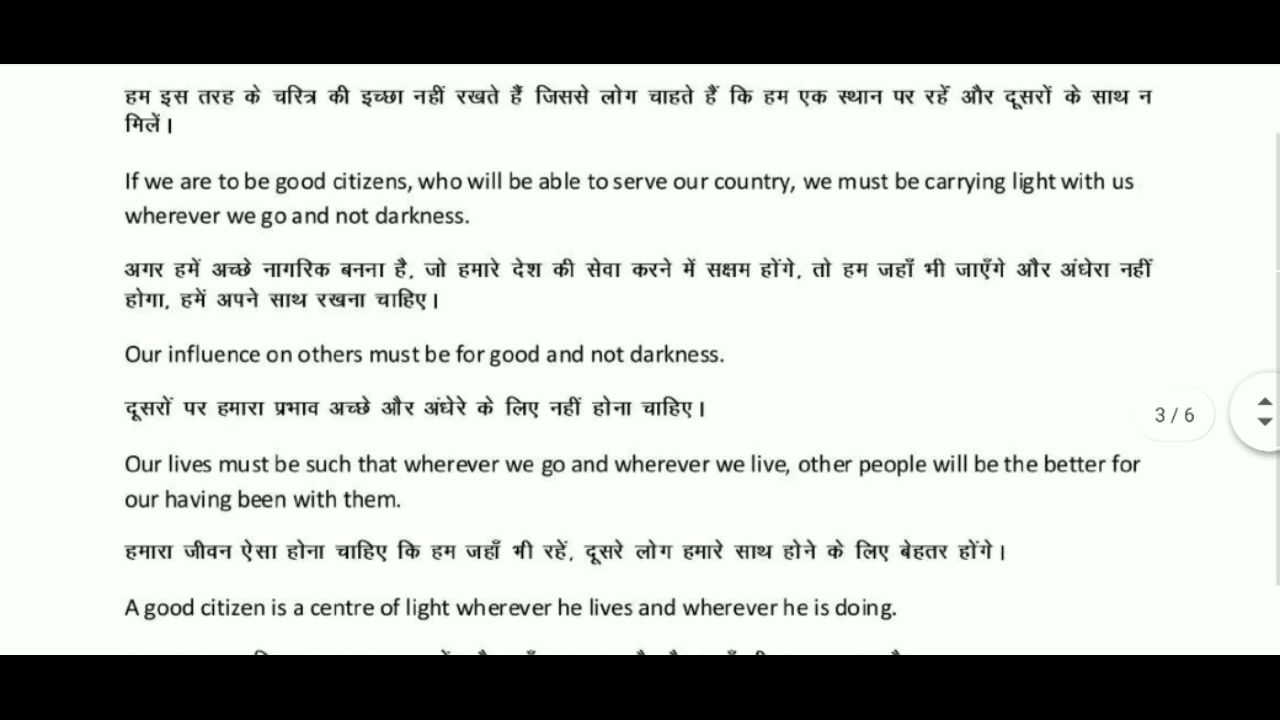 हम इस तरह के चरित्र की इच्छा नहीं रखते हैं जिससे लोग चाहते हैं कि हम एक स्थान पर रहें और दूसरों के साथ न
मिलें।
If we are to be good citizens, who will be able to serve our country, we must be carrying light with us
wherever we go and not darkness.
अगर हमें अच्छे नागरिक बनना है, जो हमारे देश की सेवा करने में सक्षम होंगे, तो हम जहाँ भी जाएँगे और अंधेरा नहीं
होगा, हमें अपने साथ रखना चाहिए।
Our influence on others must be for good and not darkness.
दूसरों पर हमारा प्रभाव अच्छे और अंधेरे के लिए नहीं होना चाहिए।
3 / 6
Our lives must be such that wherever we go and wherever we live, other people will be the better for
our having been with them.
हमारा जीवन ऐसा होना चाहिए कि हम जहाँ भी रहें, दूसरे लोग हमारे साथ होने के लिए बेहतर होंगे।
A good citizen is a centre of light wherever he lives and wherever he is doing.